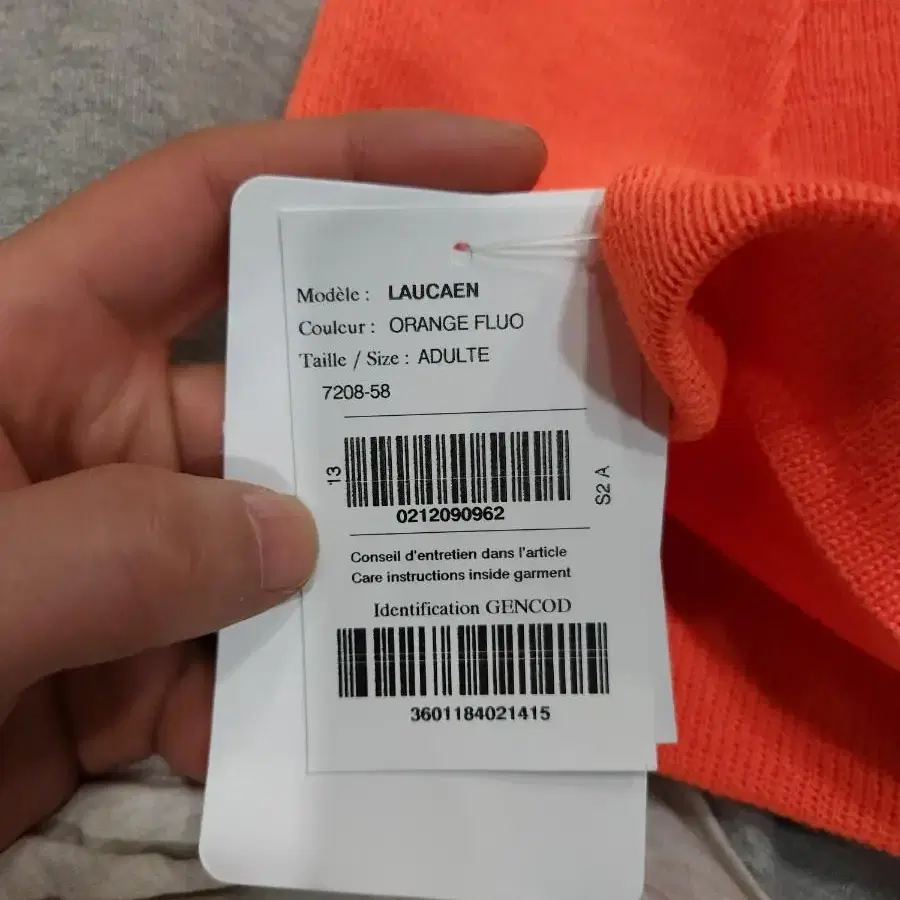 Modèle : LAUCAEN
Couleur : ORANGE FLUO
Taille / Size : ADULTE
7208-58
13
S2 A
0212090962
Conseil d'entretien dans l'article
Care instructions inside garment
Identification GENCOD
3601184021415